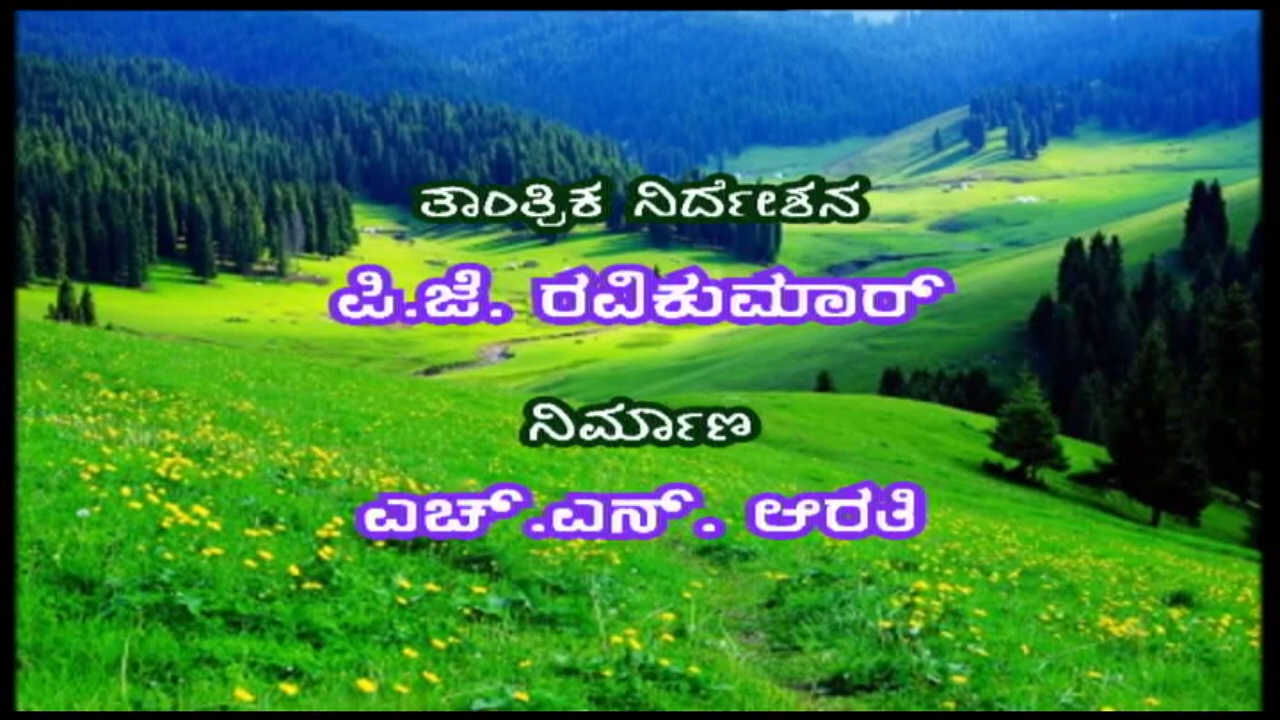 ತಾಂತ್ರಿಕ ನಿರ್ದೇಶನ
ಪಿ.ಜೆ. ರವಿಕುಮಾರ್
ನಿರ್ಮಾಣ
ಎಚ್.ಎನ್. ಆರತಿ